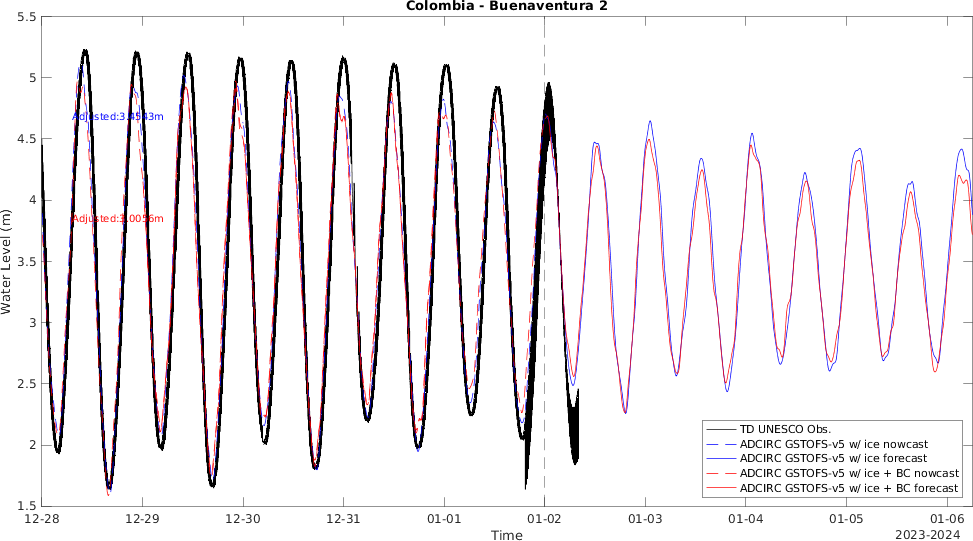 Colombia - Buenaventura 2
5.5
5
4.5
4
3.5
3
2.5
2
1.5
Water Level (m)
Adjusted:3.4543m
Adjusted:3.0056m
TD UNESCO Obs.
ADCIRC GSTOFS-v5 w/ ice nowcast
ADCIRC GSTOFS-v5 w/ ice forecast
ADCIRC GSTOFS-v5 w/ ice + BC nowcast
ADCIRC GSTOFS-v5 w/ ice + BC forecast
12-28 12-29 12-30 12-31 01-01 01-02 01-03 01-04 01-05 01-06
Time
2023-2024